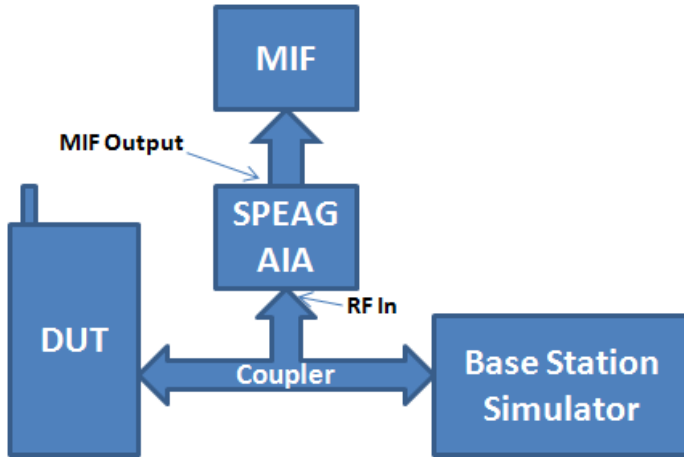 MIF
MIF Output
SPEAG
AIA
RF In
DUT
Coupler
Base Station
Simulator